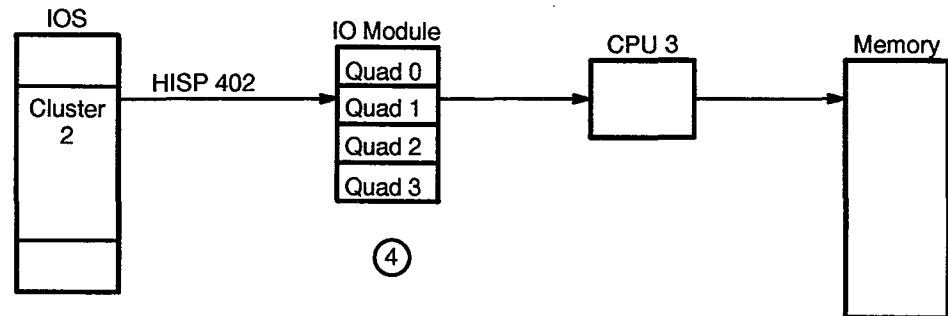 IOS
IO Module
CPU 3
Memory
HISP 402
Cluster
2
Quad 0
Quad 1
Quad 2
Quad 3
4